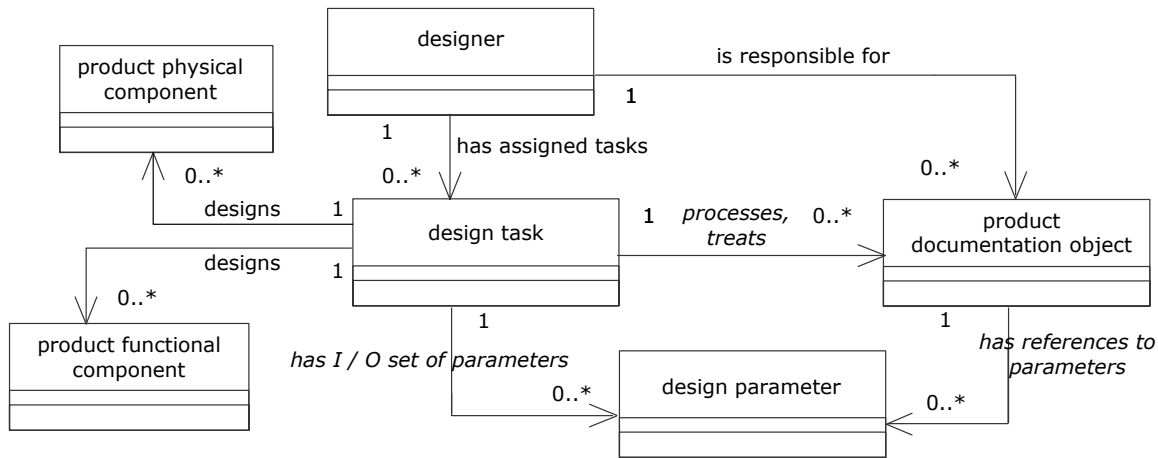 designer
product physical
component
is responsible for
1
1
has assigned tasks
0..*
0..*
0..*
designs
1
design task
1
processes,
treats
0..*
product
documentation object
designs
1
0..*
product functional
component
1
has I / O set of parameters
0..*
design parameter
1
has references to
parameters
0..*